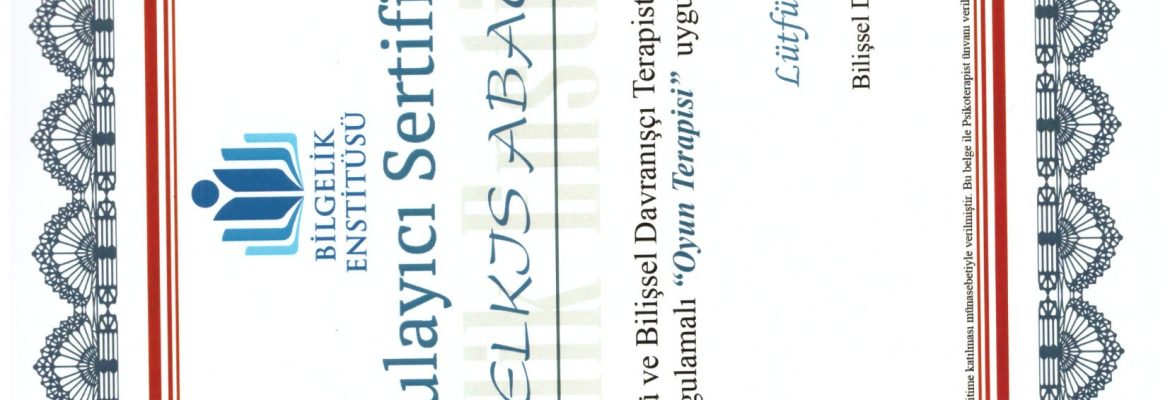 BİLGELİK
ENSTİTÜSÜ
ulayıcı Sertifi
ELKIS ABA
i ve Bilişsel Davranışçı Terapist
gulamalı “Oyun Terapisi” uygu
Lütfü
Bilişsel D
itime katılması münasebetiyle verilmiştir. Bu belge ile Psikoterapist ünvanı veril